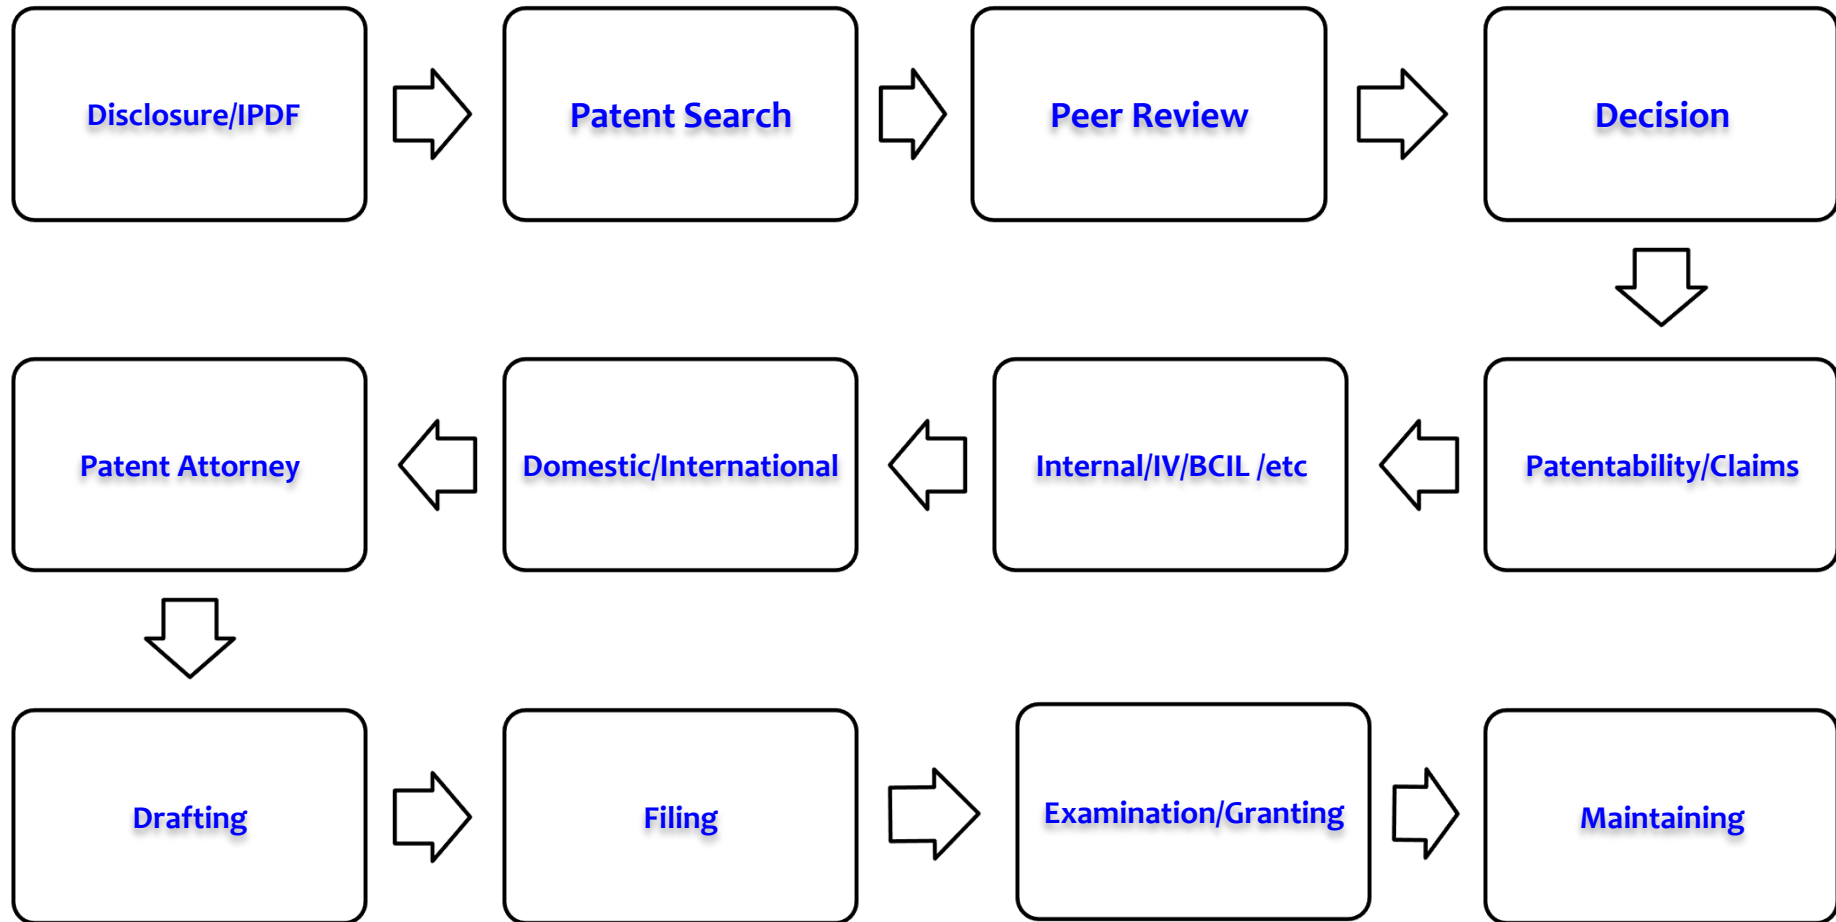 Disclosure/IPDF
Patent Search
Peer Review
Decision
Patentability/Claims
Internal/IV/BCIL /etc
Domestic/International
Patent Attorney
Drafting
Filing
Examination/Granting
Maintaining